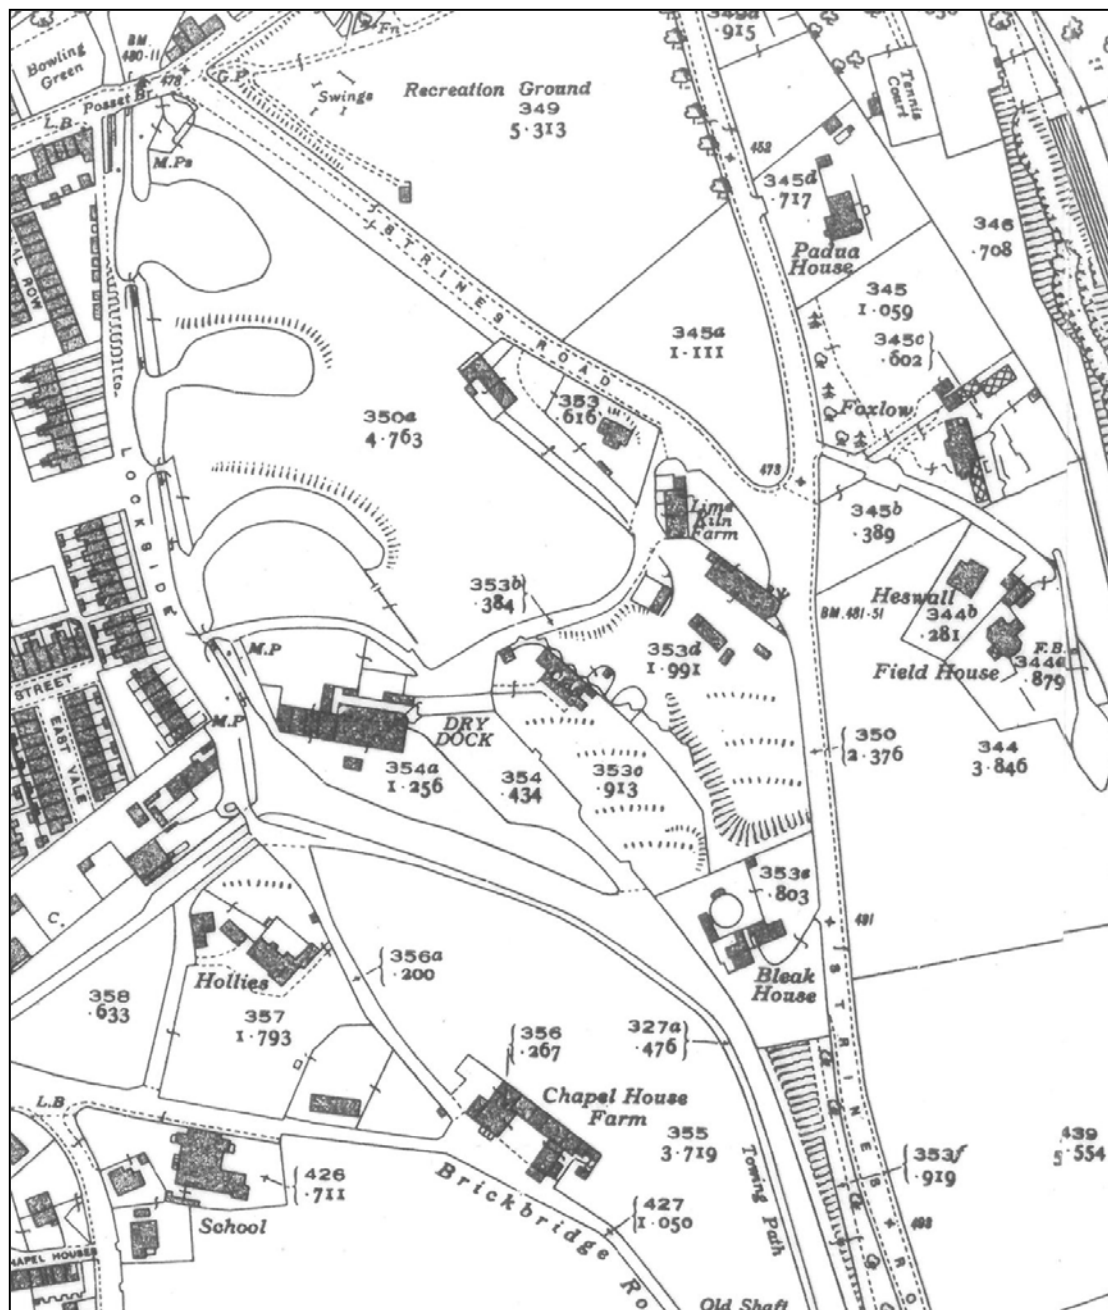 349a
.915
Bowling
Green
B.M.
480.11
Fn
G.P.
478
Posset Br.
L.B
Swings
Recreation Ground
349
5.313
Tennis
Court
M.Ps
452
345d
.717
346
.708
Padua
House
STRINES ROAD
345
1.059
345a
1.111
345c
.602
ROW
Ditto
353
.616
Foxlow
350a
4.763
LOCKSIDE
473
Lime
Kiln
Farm
345b
.389
353b
.384
Heswall
344b
.281
B.M. 481.51
F.B.
344a
.879
Field House
M.P
353d
1.991
STREET
EAST VALE
M.P
DRY
DOCK
354a
1.256
354
.434
353c
.913
350
2.376
344
3.846
353e
.803
C.
491
356a
.200
Hollies
Bleak
House
358
.633
357
1.793
356
.267
327a
.476
STRINES RO
L.B
Chapel House
Farm
355
3.719
439
5.554
353f
.919
426
.711
School
Brickbridge Ro
427
1.050
Towing Path
498
CHAPEL HOUSES
Old Shaft